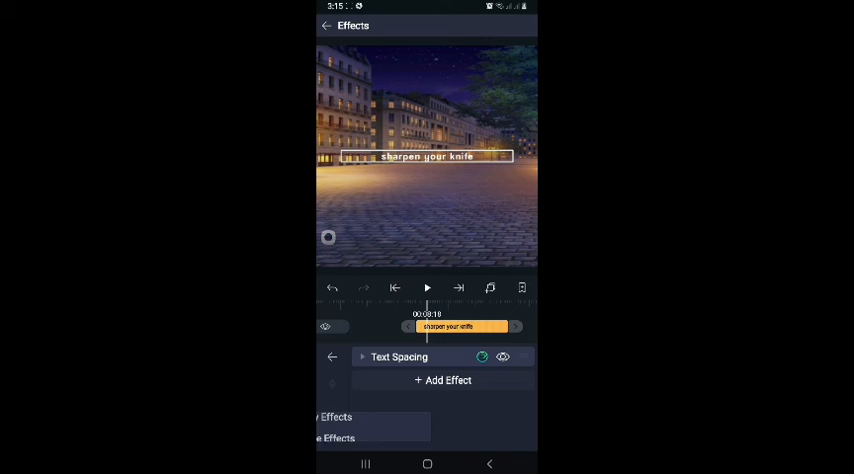 3:15
Effects
sharpen your knife
00:08:18
sharpen your knife
Text Spacing
+ Add Effect
y Effects
e Effects